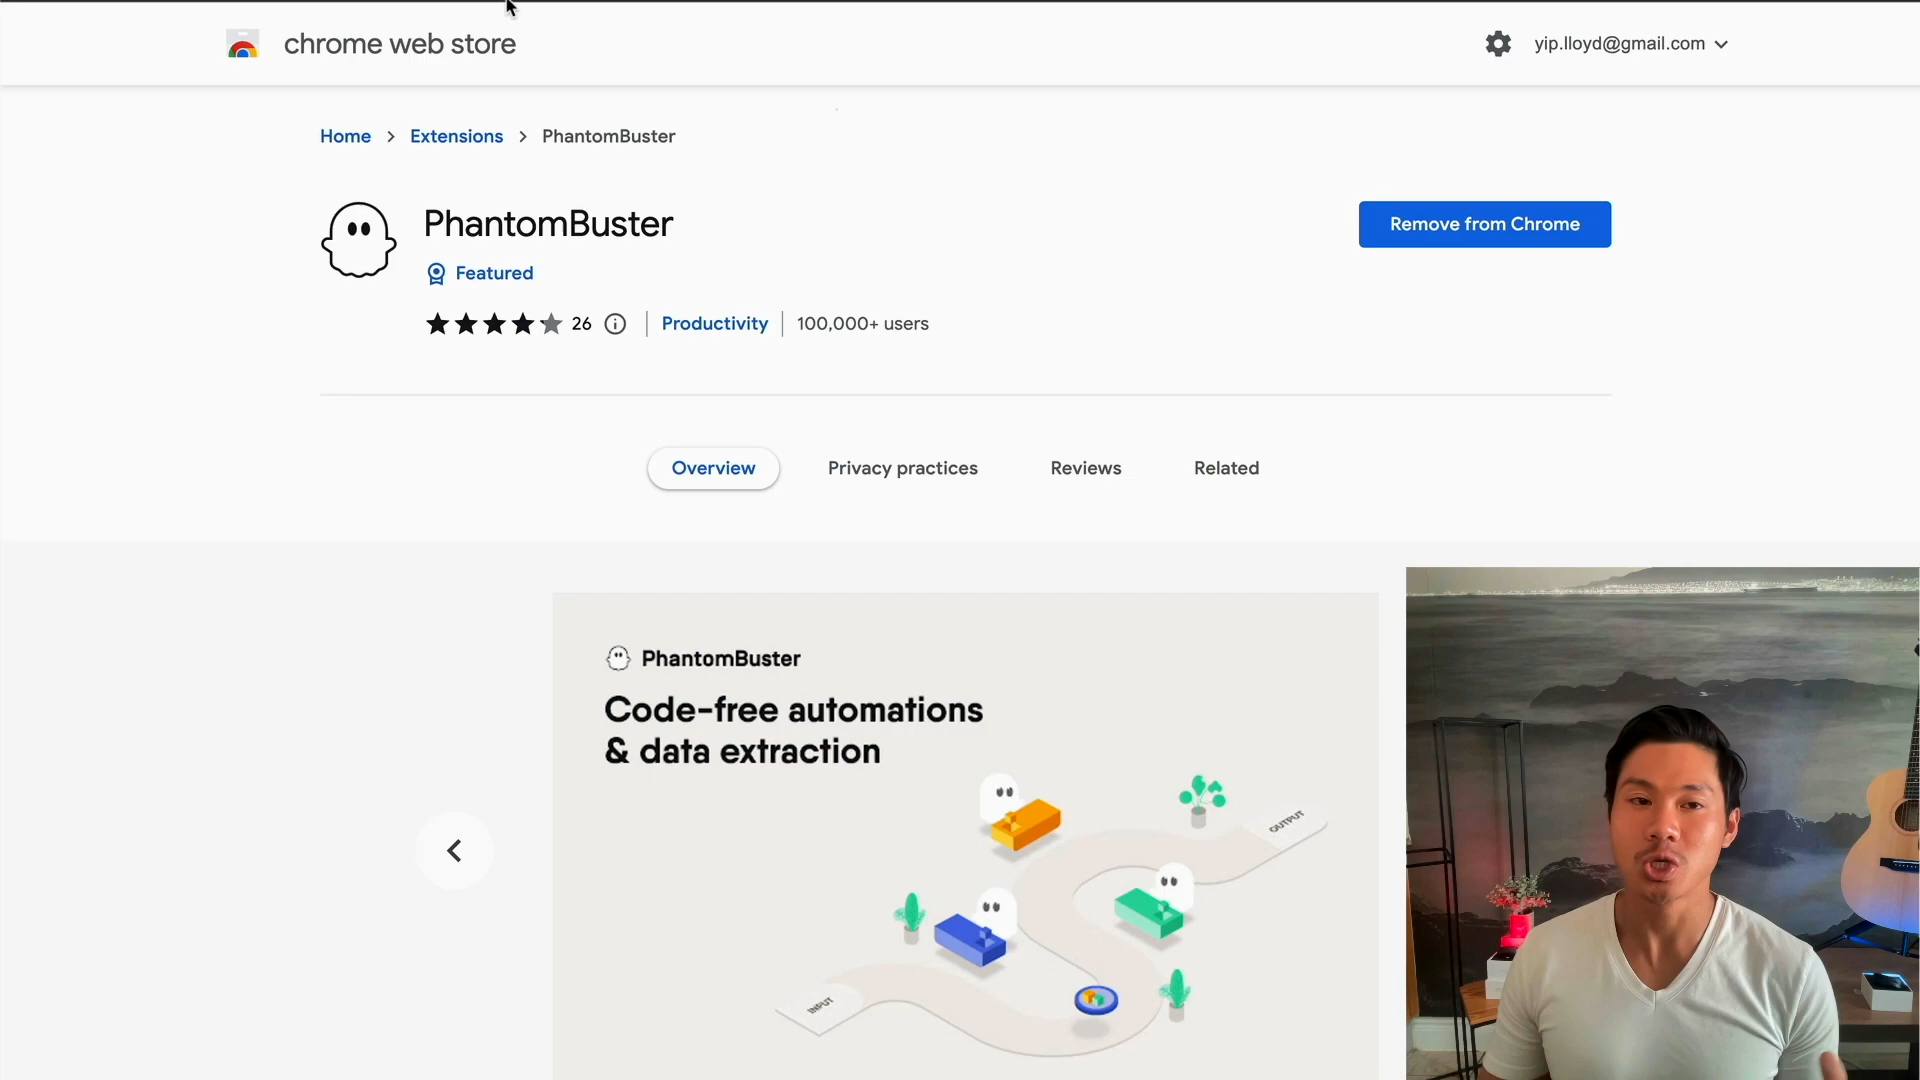 chrome web store
yip.lloyd@gmail.com
Home > Extensions > PhantomBuster
PhantomBuster
Remove from Chrome
Featured
26
Productivity
100,000+ users
Overview
Privacy practices
Reviews
Related
PhantomBuster
Code-free automations
& data extraction
OUTPUT
INPUT